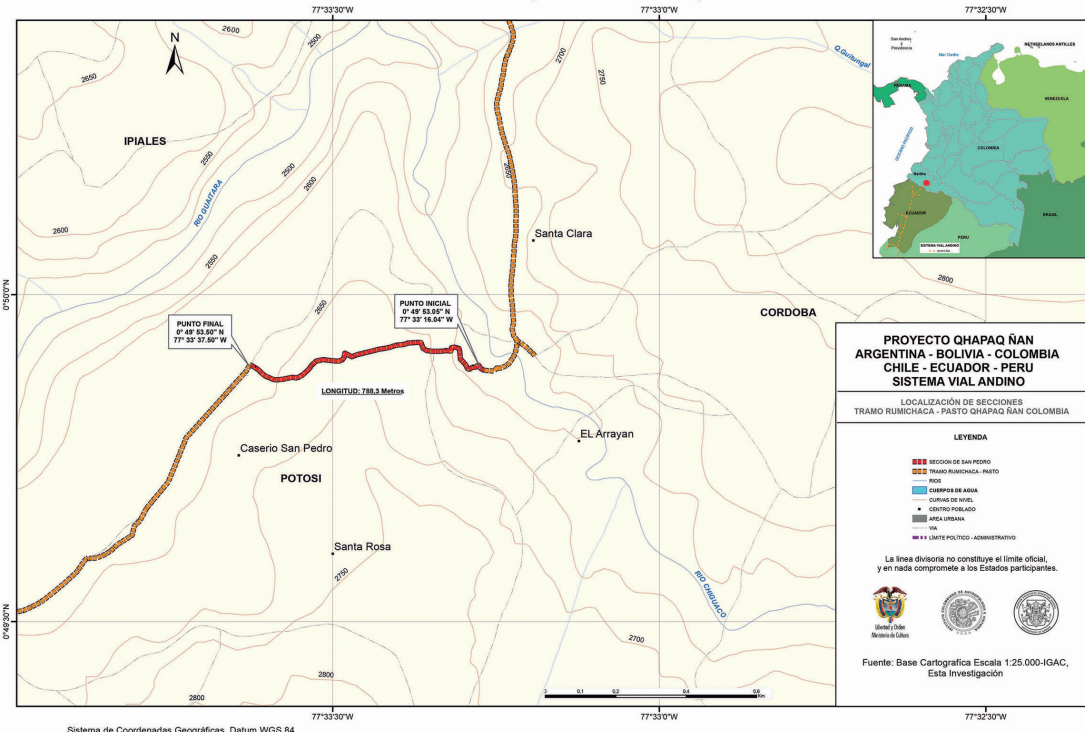 77°33'30"W
77°33'0"W
77°32'30"W
N
2600
2500
2650
2700
2750
Q.Guitungal
IPIALES
2550
2500
2600
2650
RIO GUAITARA
2600
2550
2650
Santa Clara
0°50'0"N
2800
CORDOBA
PUNTO INICIAL
0° 49' 53.05" N
77° 33' 16.04" W
PUNTO FINAL
0° 49' 53.50" N
77° 33' 37.50" W
LONGITUD: 788,3 Metros
EL Arrayan
Caserio San Pedro
POTOSI
Santa Rosa
2750
RIO CHIGUACO
0°49'30"N
2700
2800
2800
0
0,1
0,2
0,4
0,6
Km
77°33'30"W
77°33'0"W
77°32'30"W
Sistema de Coordenadas Geográficas, Datum WGS 84
San Andres
y
Providencia
Mar Caribe
NETHERLANDS ANTILLES
PANAMA
VENEZUELA
OCEANO PACIFICO
COLOMBIA
Nariño
ECUADOR
BRASIL
PERU
SISTEMA VIAL ANDINO
PROYECTO QHAPAQ ÑAN
ARGENTINA - BOLIVIA - COLOMBIA
CHILE - ECUADOR - PERU
SISTEMA VIAL ANDINO
LOCALIZACIÓN DE SECCIONES
TRAMO RUMICHACA - PASTO QHAPAQ ÑAN COLOMBIA
LEYENDA
SECCION DE SAN PEDRO
TRAMO RUMICHACA - PASTO
RIOS
CUERPOS DE AGUA
CURVAS DE NIVEL
CENTRO POBLADO
AREA URBANA
VIA
LÍMITE POLÍTICO - ADMINISTRATIVO
La linea divisoria no constituye el límite oficial,
y en nada compromete a los Estados participantes.
Libertad y Orden
Ministerio de Cultura
Fuente: Base Cartografica Escala 1:25.000-IGAC,
Esta Investigación